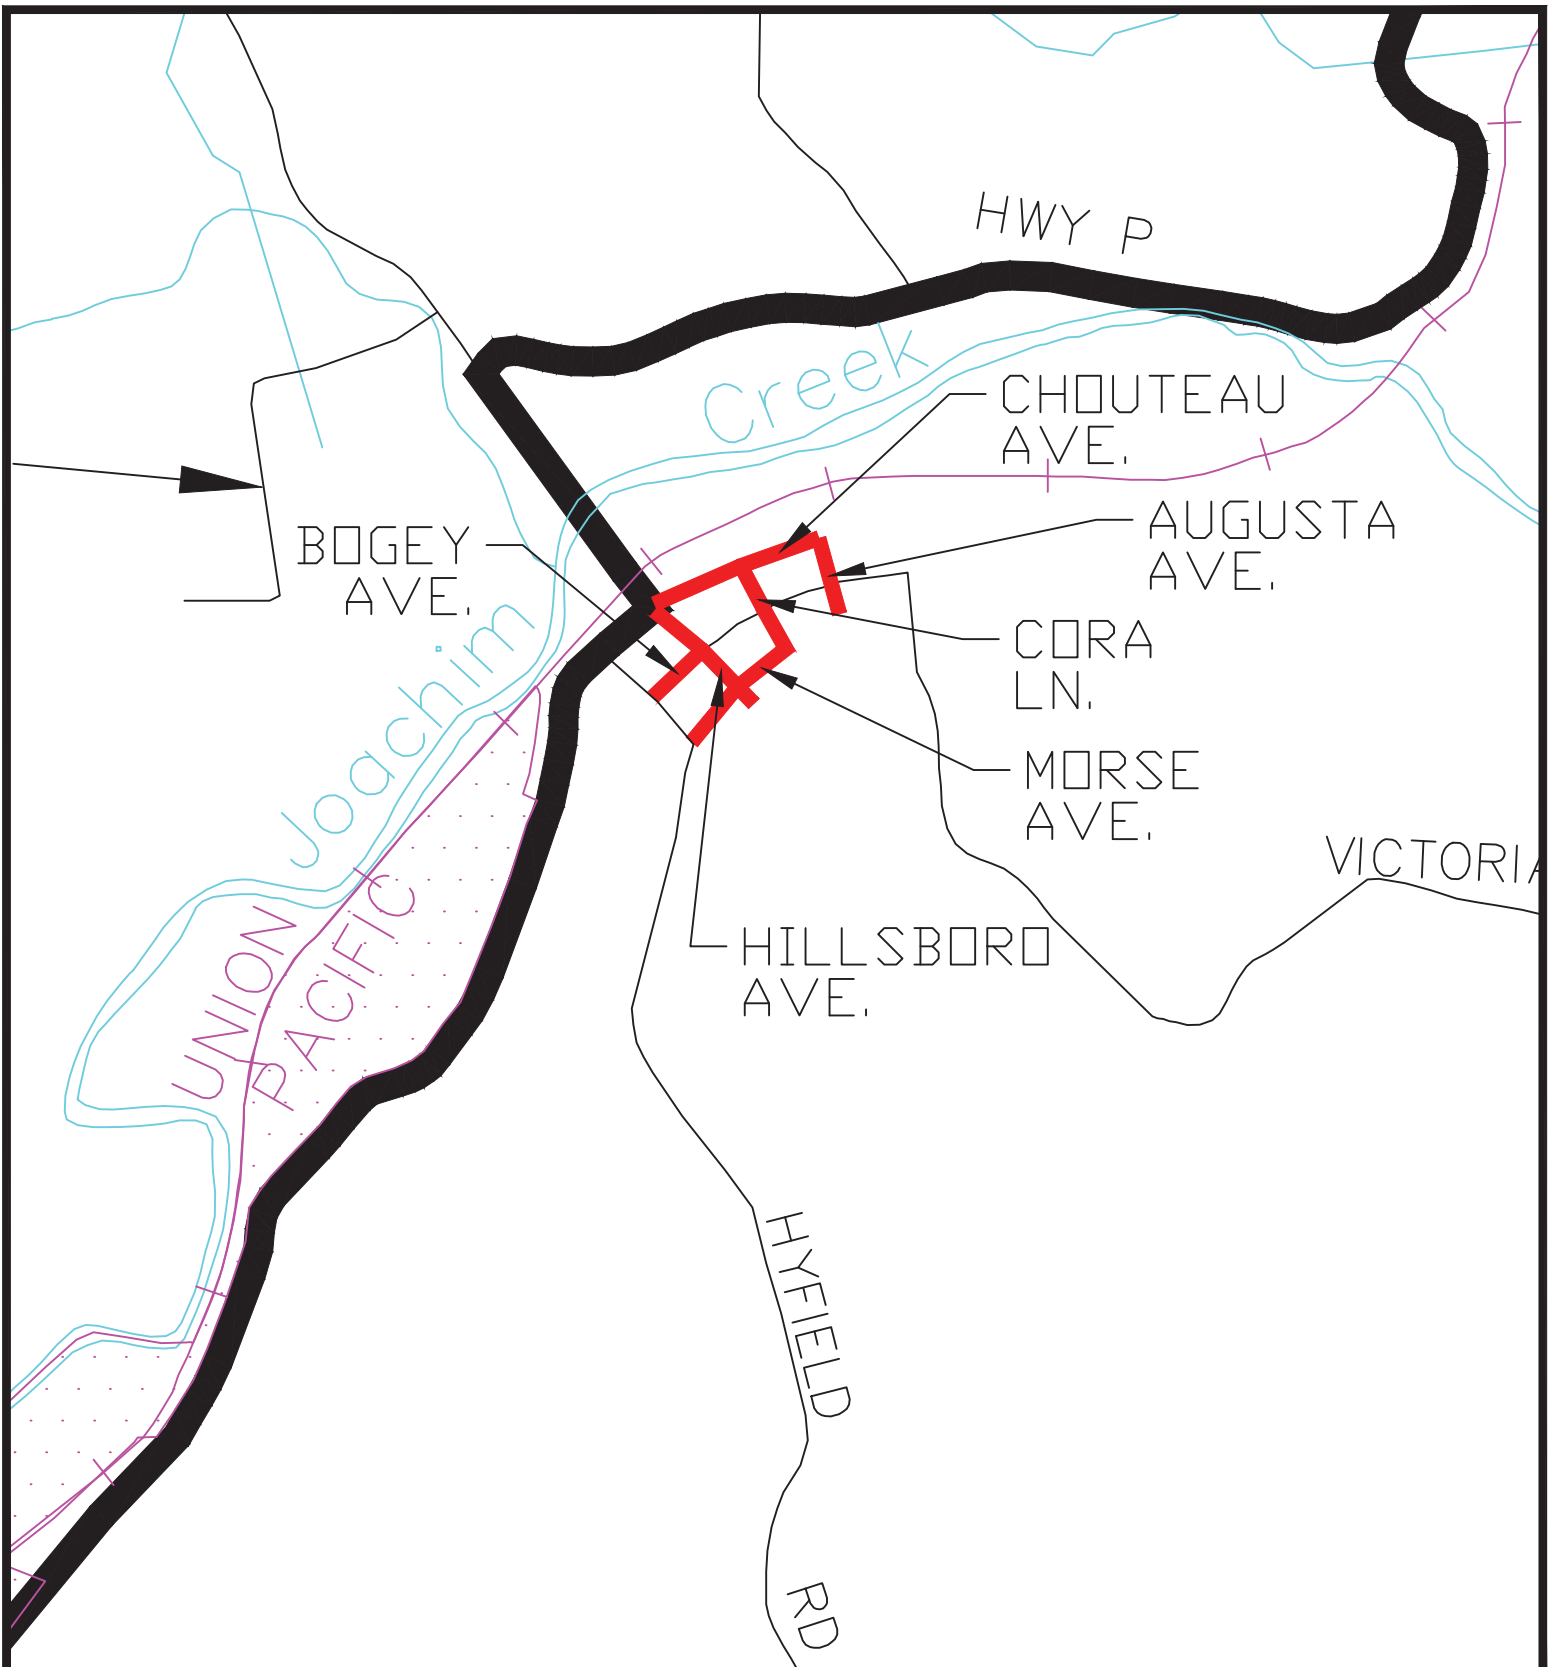 HWY P
Creek
CHOUTEAU
AVE.
AUGUSTA
AVE.
BOGEY
AVE.
CORA
LN.
Joachim
MORSE
AVE.
VICTORIA
HILLSBORO
AVE.
UNION
PACIFIC
HYFIELD
RD